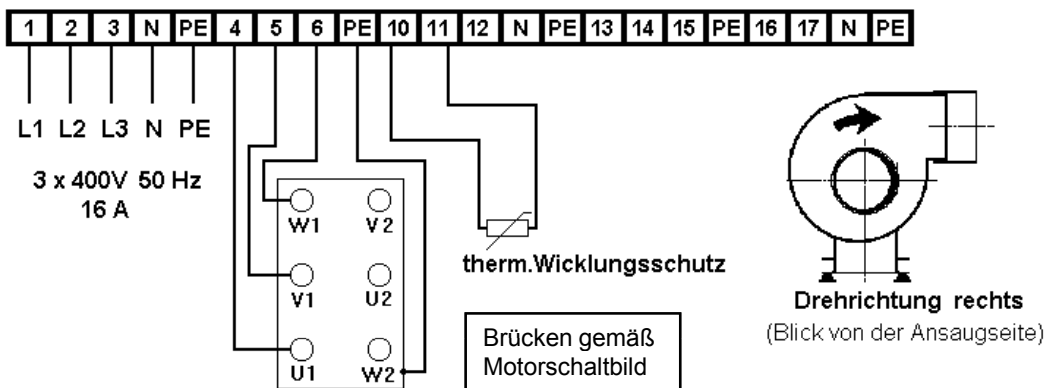 1 2 3 N PE 4 5 6 PE 10 11 12 N PE 13 14 15 PE 16 17 N PE
L1 L2 L3 N PE
3 x 400V 50 Hz
16 A
W1 V2
V1 U2
U1 W2
therm.Wicklungsschutz
Brücken gemäß
Motorschaltbild
Drehrichtung rechts
(Blick von der Ansaugseite)